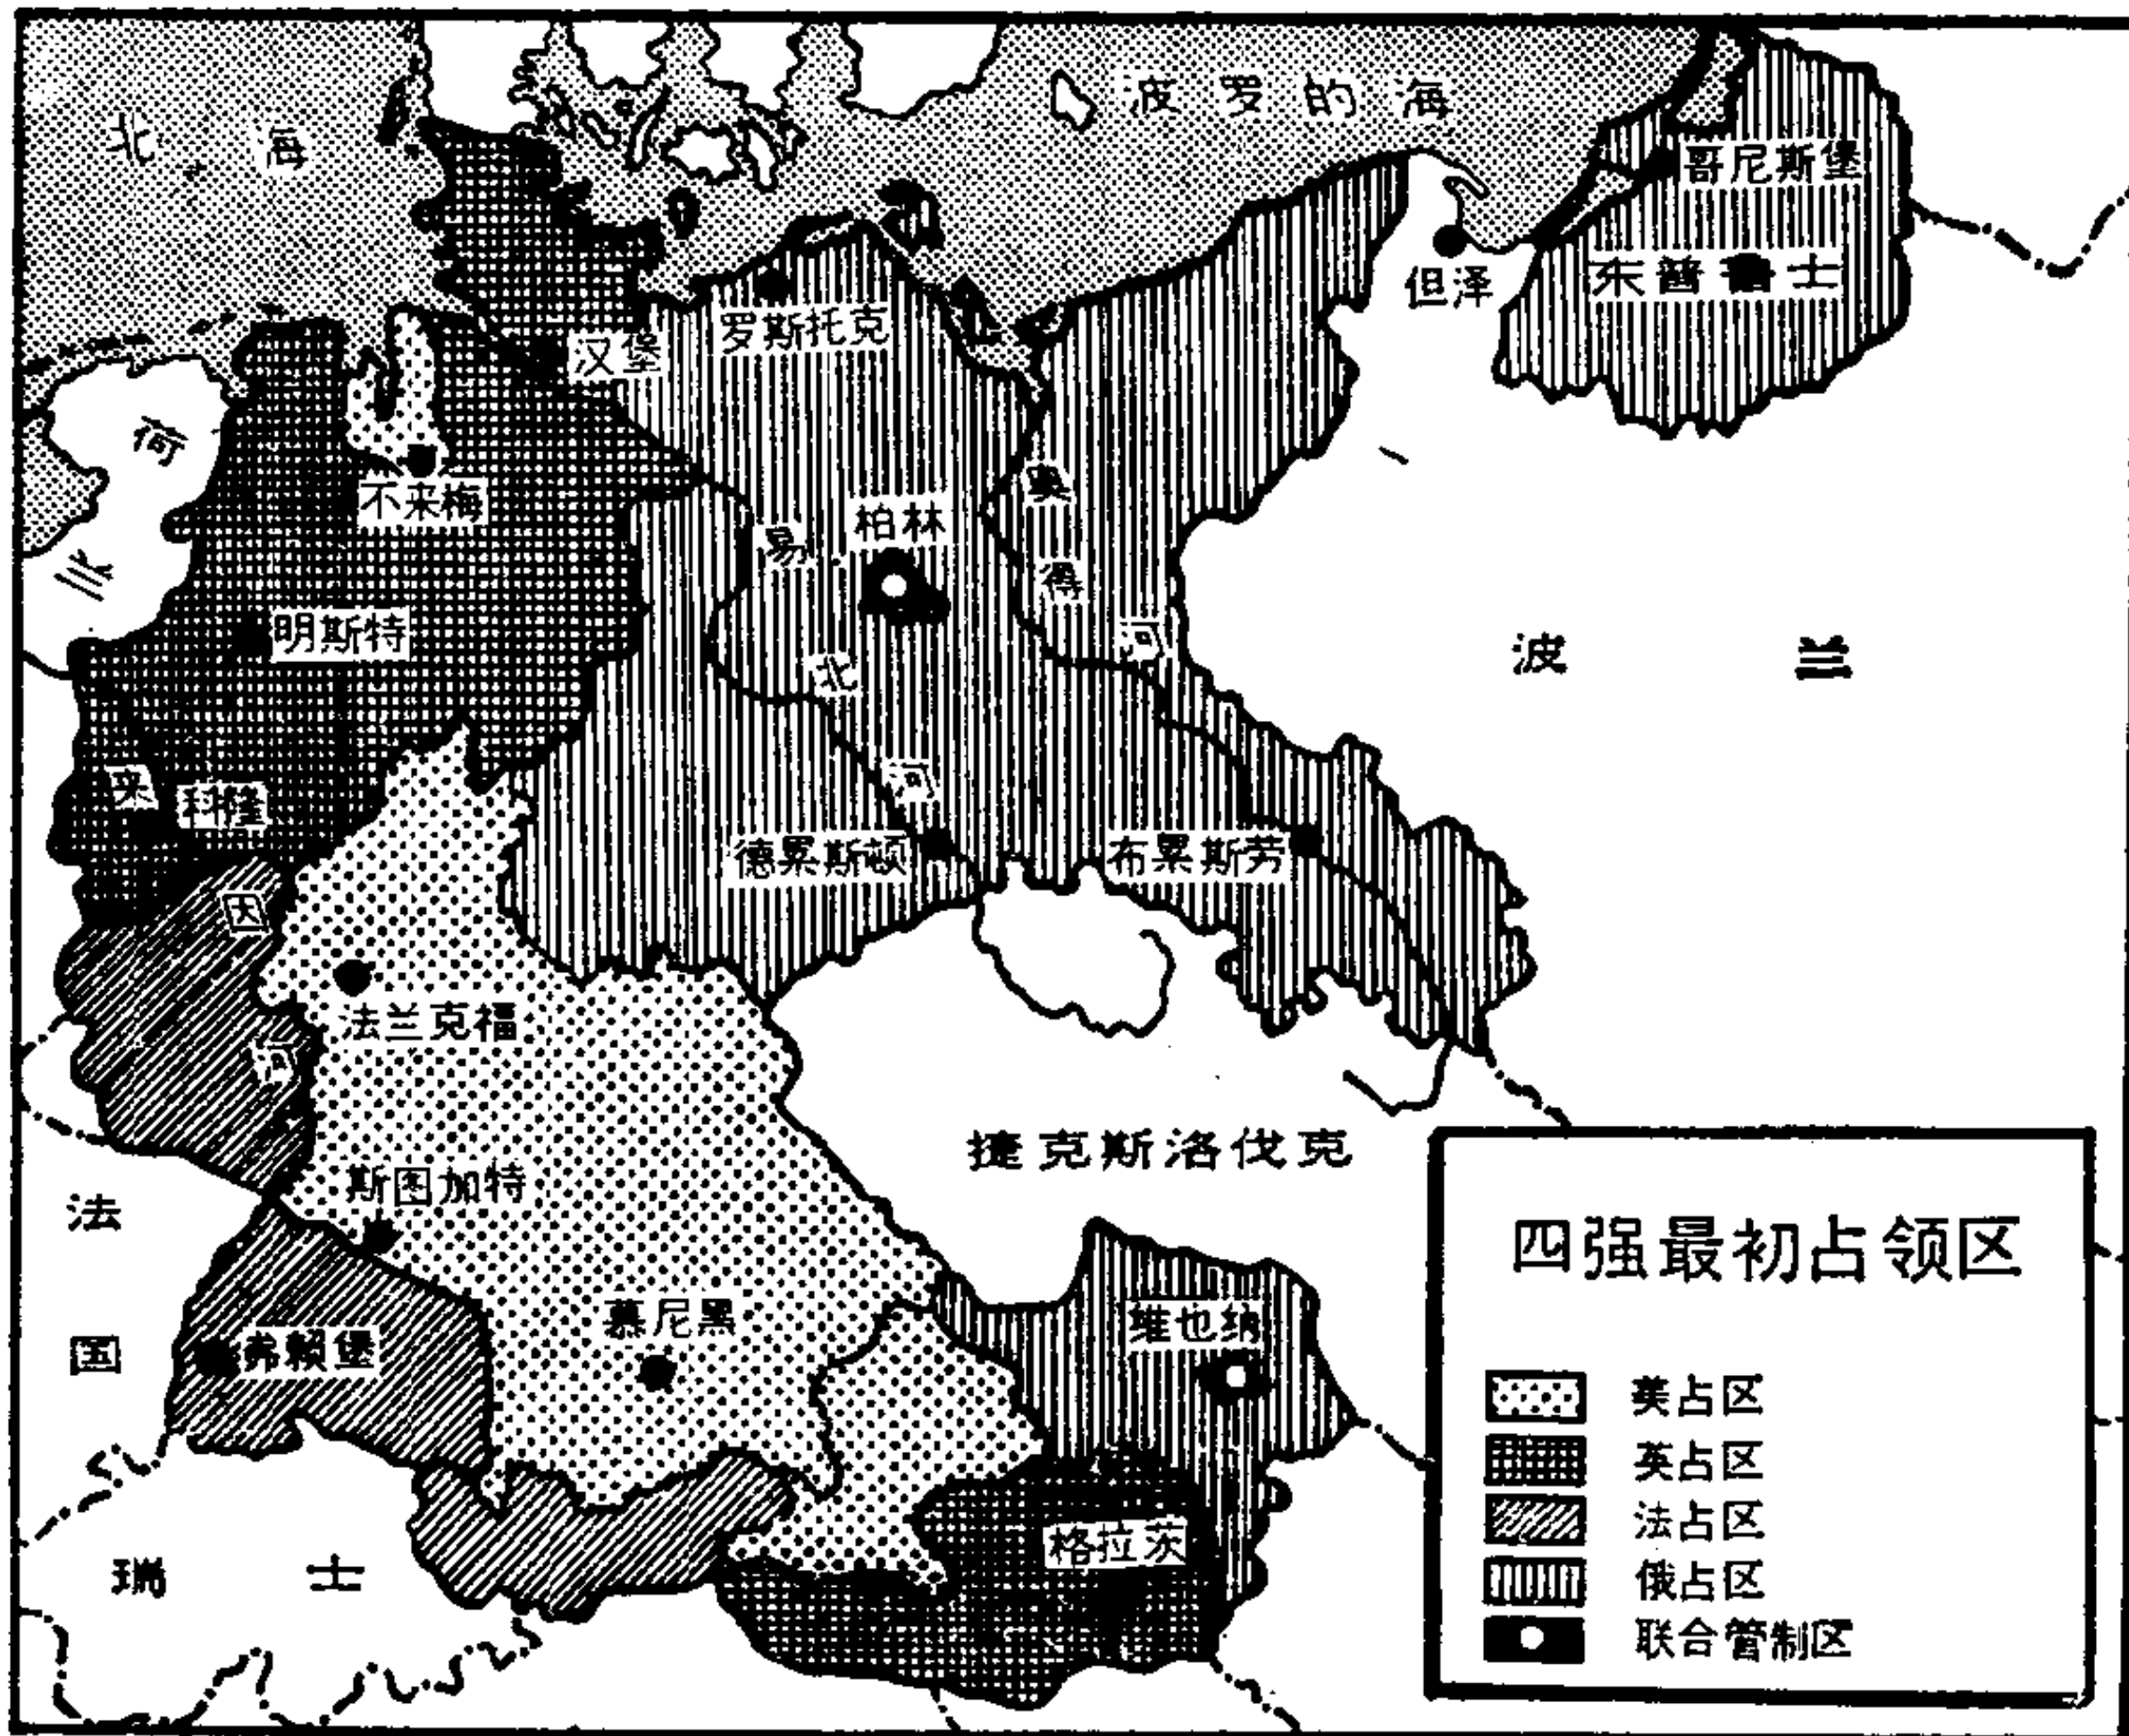 北海
波罗的海
哥尼斯堡
东普鲁士
但泽
罗斯托克
汉堡
荷兰
不来梅
柏林
奥得河
易北河
明斯特
波兰
来因河
科隆
德累斯顿
布累斯劳
法兰克福
捷克斯洛伐克
斯图加特
法国
慕尼黑
弗赖堡
维也纳
格拉茨
瑞士
四强最初占领区
美占区
英占区
法占区
俄占区
联合管制区